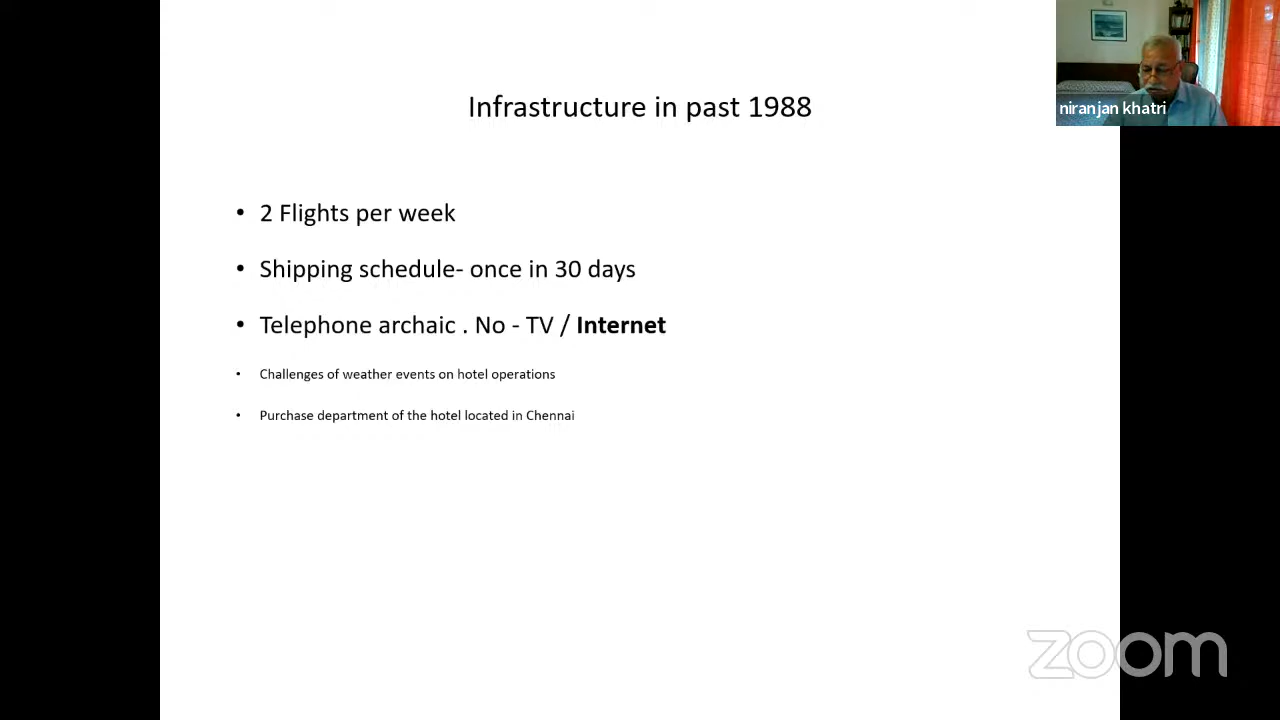 Infrastructure in past 1988
niranjan khatri
• 2 Flights per week
• Shipping schedule- once in 30 days
• Telephone archaic . No - TV / Internet
• Challenges of weather events on hotel operations
• Purchase department of the hotel located in Chennai
zoom